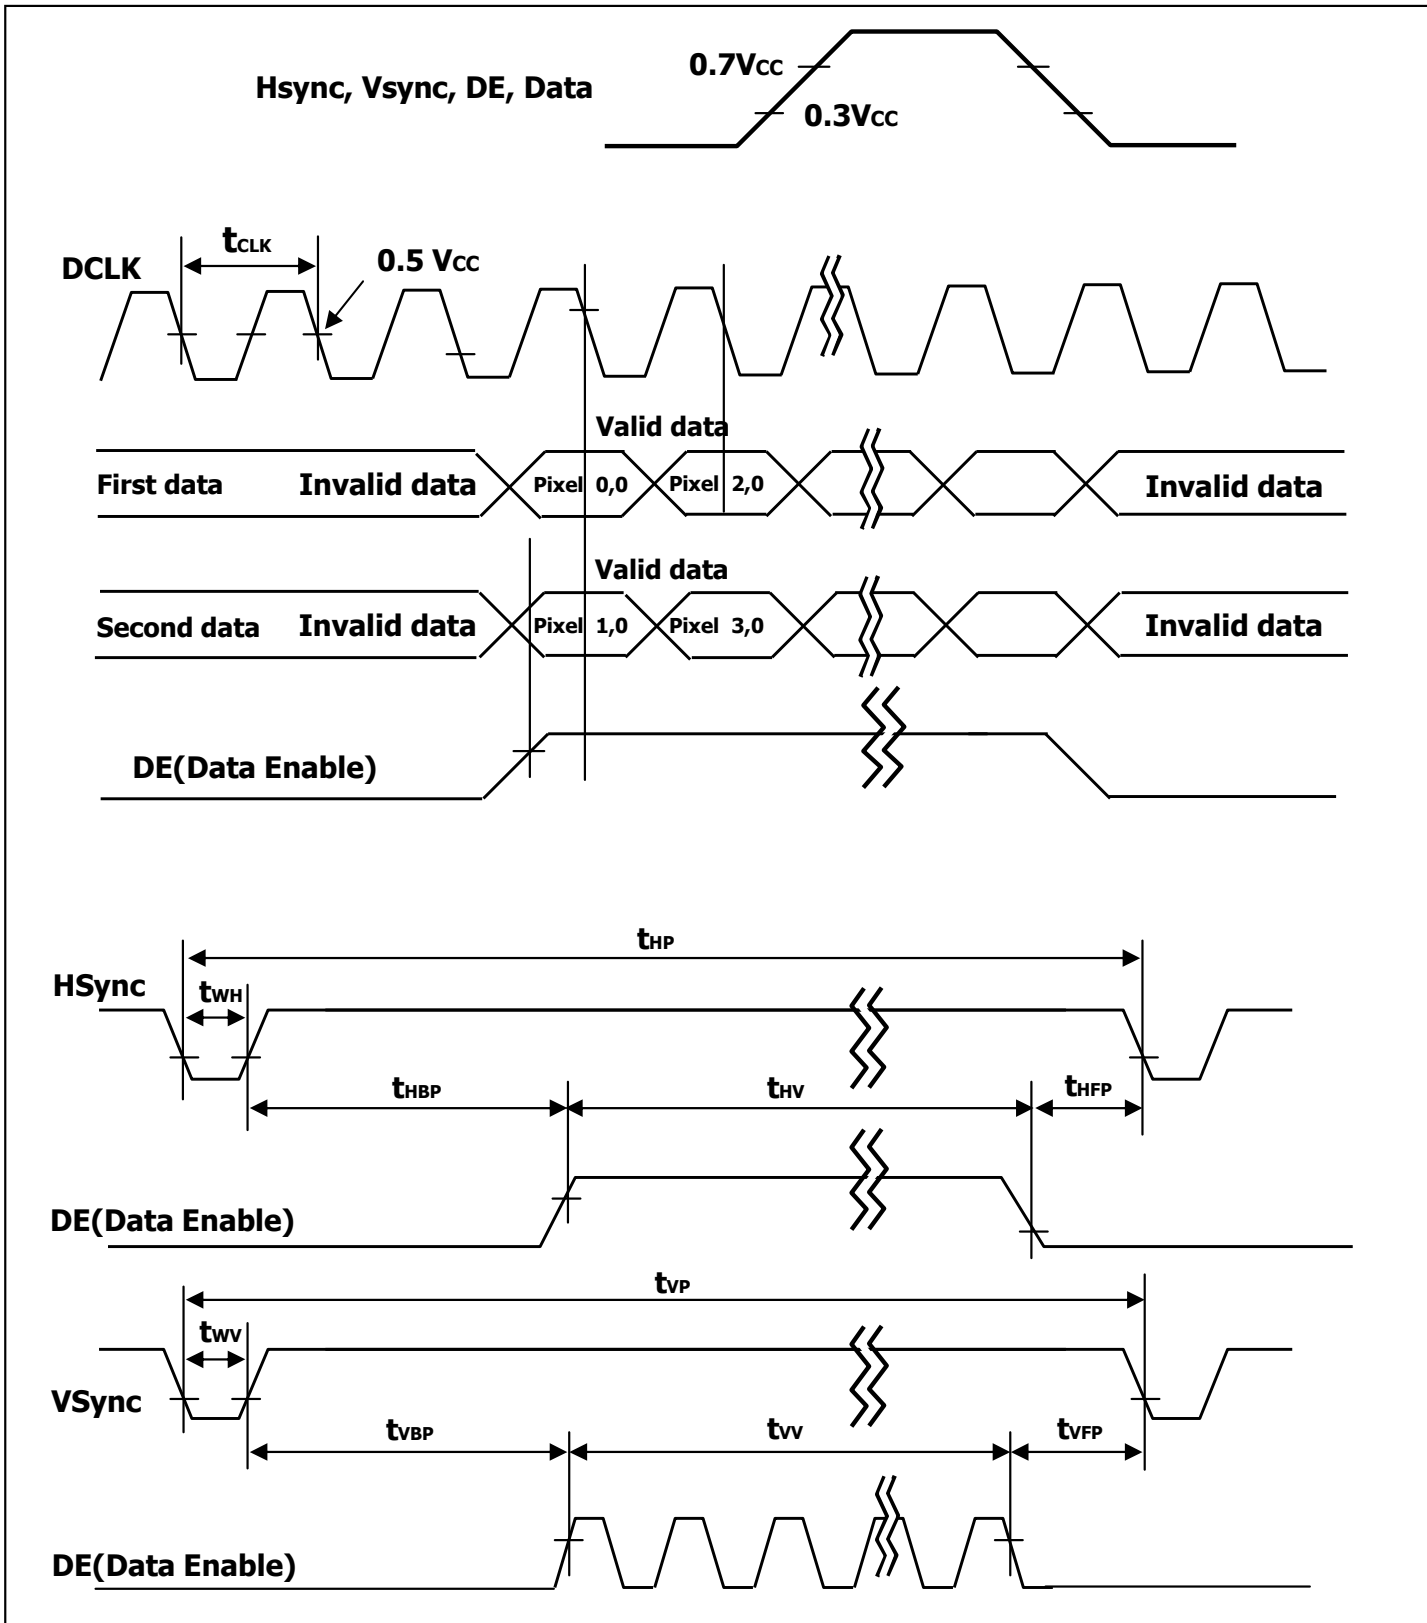 0.7VCC
Hsync, Vsync, DE, Data
0.3VCC
tCLK
0.5 VCC
DCLK
Valid data
First data Invalid data Pixel 0,0 Pixel 2,0 Invalid data
Valid data
Second data Invalid data Pixel 1,0 Pixel 3,0 Invalid data
DE(Data Enable)
tHP
HSync
tWH
tHBP tHV tHFP
DE(Data Enable)
tVP
tWV
VSync
tVBP tVV tVFP
DE(Data Enable)